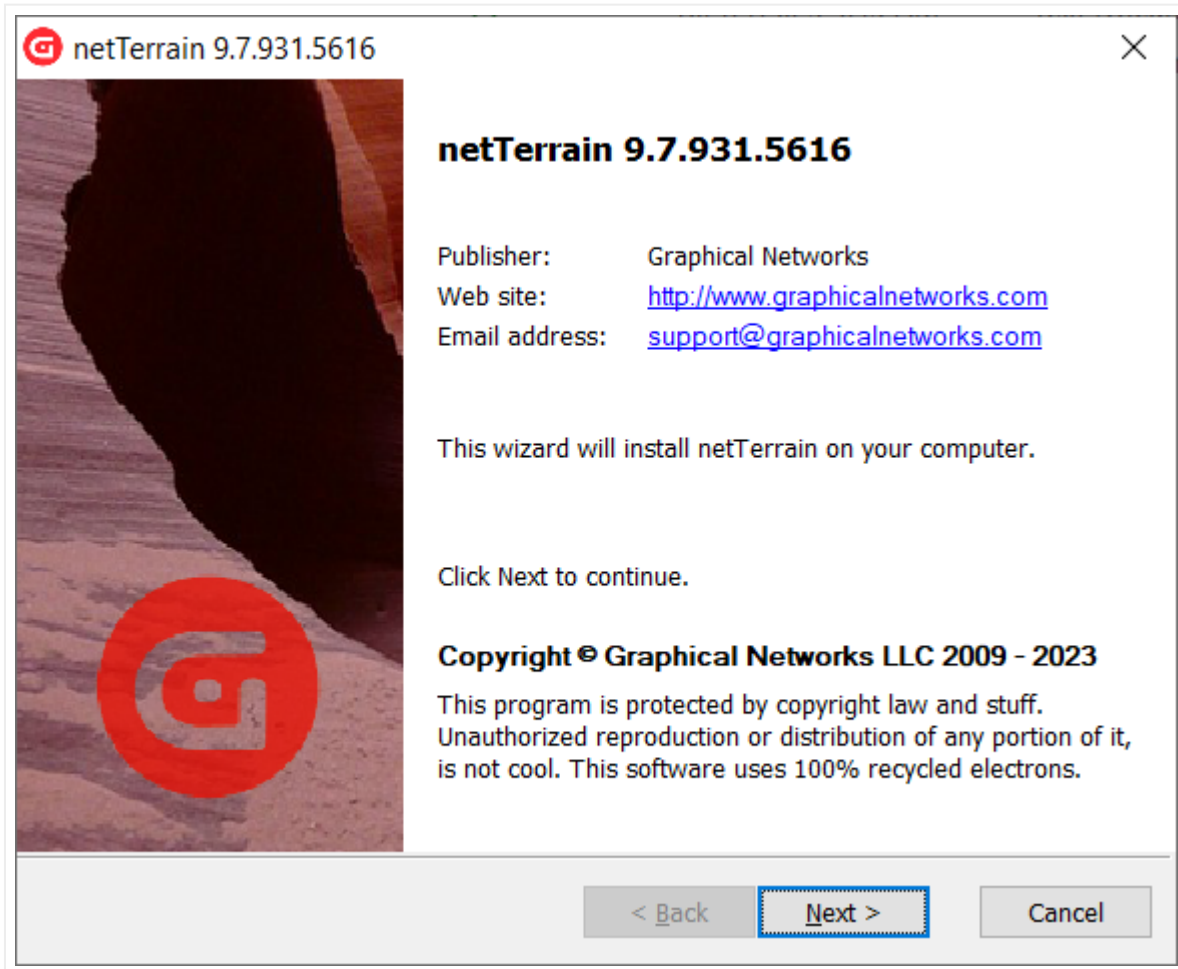 netTerrain 9.7.931.5616
netTerrain 9.7.931.5616
Publisher: Graphical Networks
Web site: http://www.graphicalnetworks.com
Email address: support@graphicalnetworks.com
This wizard will install netTerrain on your computer.
Click Next to continue.
Copyright © Graphical Networks LLC 2009 - 2023
This program is protected by copyright law and stuff.
Unauthorized reproduction or distribution of any portion of it,
is not cool. This software uses 100% recycled electrons.
< Back Next > Cancel